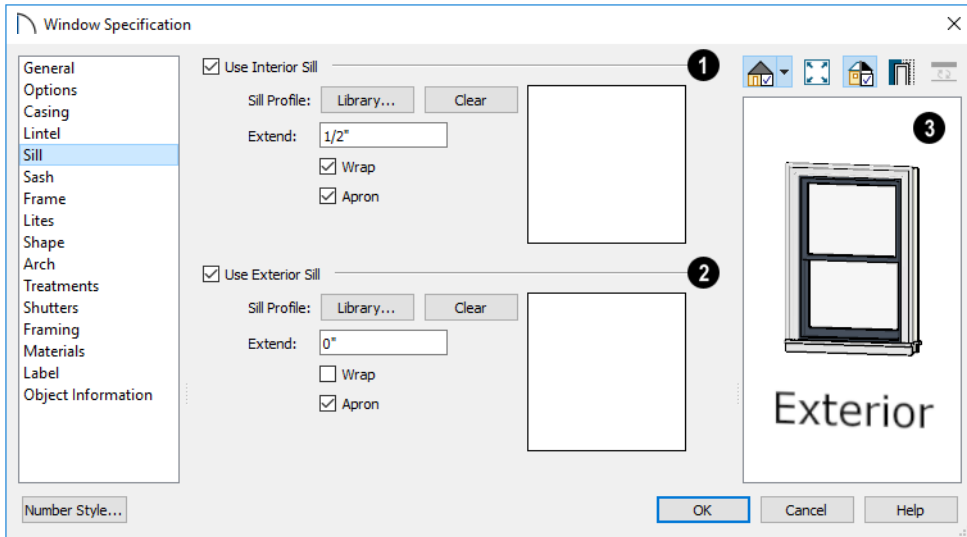 Window Specification
General
Options
Casing
Lintel
Sill
Sash
Frame
Lites
Shape
Arch
Treatments
Shutters
Framing
Materials
Label
Object Information
Use Interior Sill
1
Sill Profile: Library... Clear
Extend: 1/2"
Wrap
Apron
Use Exterior Sill
2
Sill Profile: Library... Clear
Extend: 0"
Wrap
Apron
3
Exterior
Number Style... OK Cancel Help